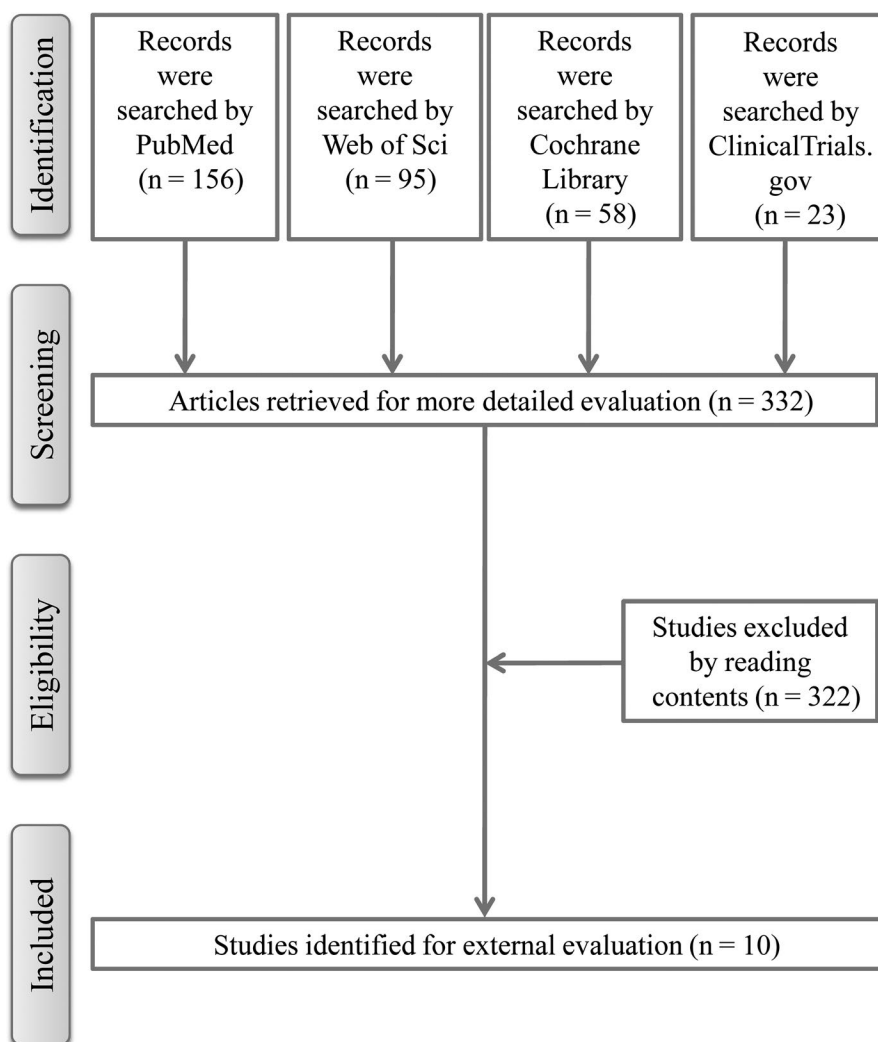 Identification
Records
were
searched by
PubMed
(n = 156)
Records
were
searched by
Web of Sci
(n = 95)
Records
were
searched by
Cochrane
Library
(n = 58)
Records
were
searched by
ClinicalTrials.
gov
(n = 23)
Screening
Articles retrieved for more detailed evaluation (n = 332)
Eligibility
Studies excluded
by reading
contents (n = 322)
Included
Studies identified for external evaluation (n = 10)